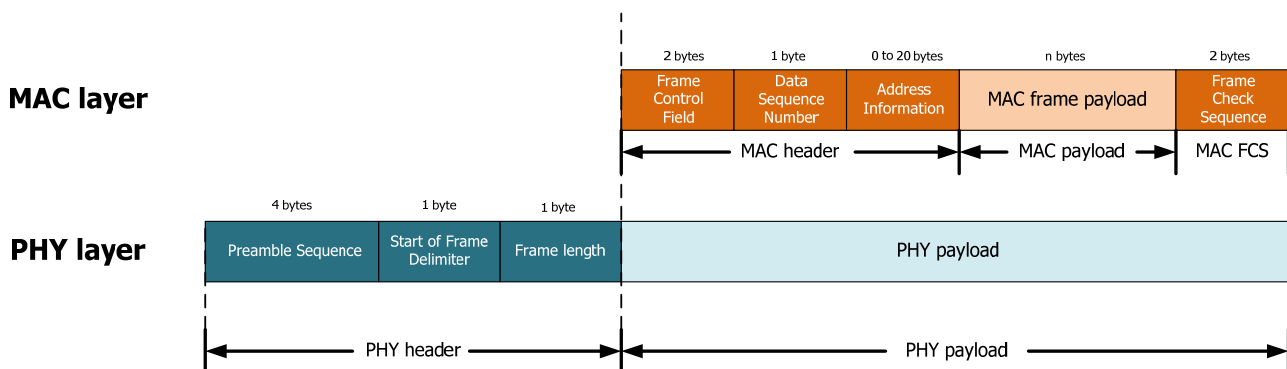 2 bytes
1 byte
0 to 20 bytes
n bytes
2 bytes
MAC layer
Frame
Control
Field
Data
Sequence
Number
Address
Information
MAC frame payload
Frame
Check
Sequence
MAC header
MAC payload
MAC FCS
4 bytes
1 byte
1 byte
PHY layer
Preamble Sequence
Start of Frame
Delimiter
Frame length
PHY payload
PHY header
PHY payload